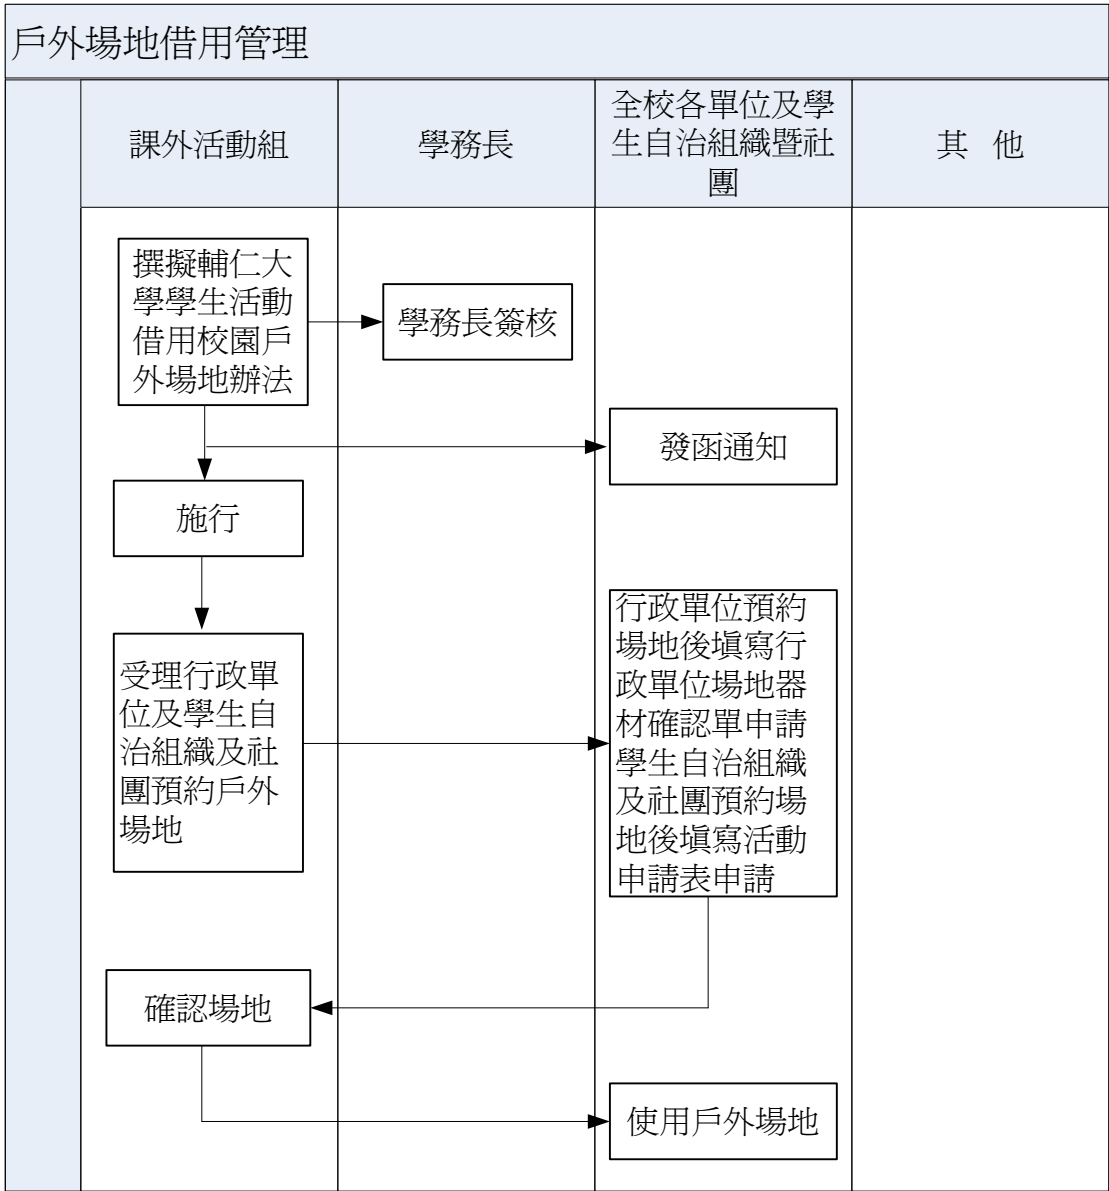 戶外場地借用管理
課外活動組
學務長
全校各單位及學
生自治組織暨社
團
其 他
撰擬輔仁大
學學生活動
借用校園戶
外場地辦法
學務長簽核
發函通知
施行
受理行政單
位及學生自
治組織及社
團預約戶外
場地
行政單位預約
場地後填寫行
政單位場地器
材確認單申請
學生自治組織
及社團預約場
地後填寫活動
申請表申請
確認場地
使用戶外場地